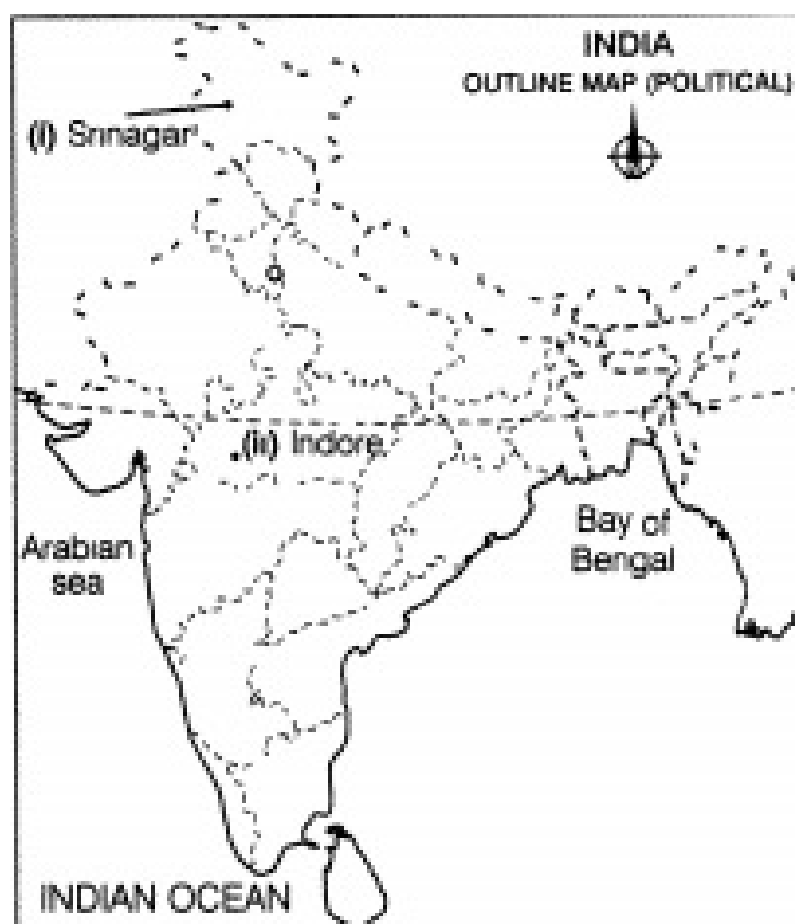 INDIA
OUTLINE MAP (POLITICAL)
(i) Srinagar
(ii) Indore
Arabian
sea
Bay of
Bengal
INDIAN OCEAN